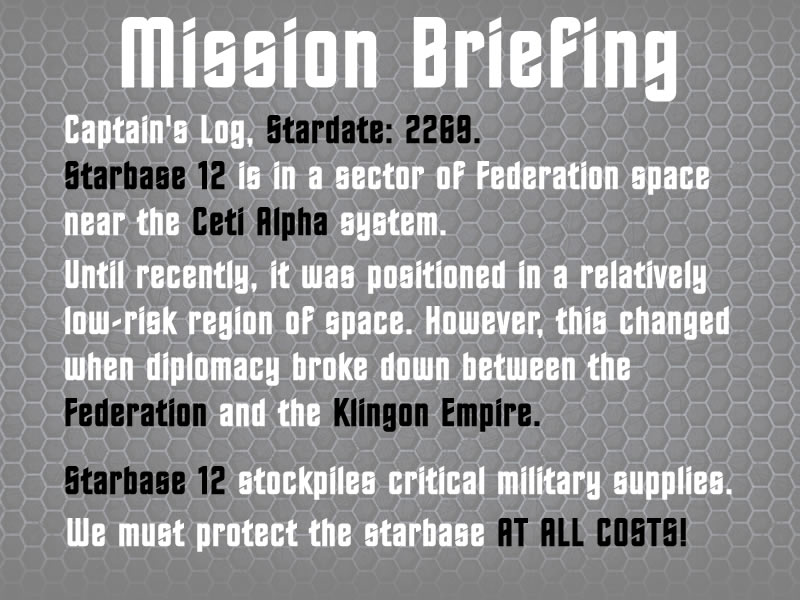 Mission Briefing
Captain's Log, Stardate: 2269.
Starbase 12 is in a sector of Federation space
near the Ceti Alpha system.
Until recently, it was positioned in a relatively
low-risk region of space. However, this changed
when diplomacy broke down between the
Federation and the Klingon Empire.
Starbase 12 stockpiles critical military supplies.
We must protect the starbase AT ALL COSTS!